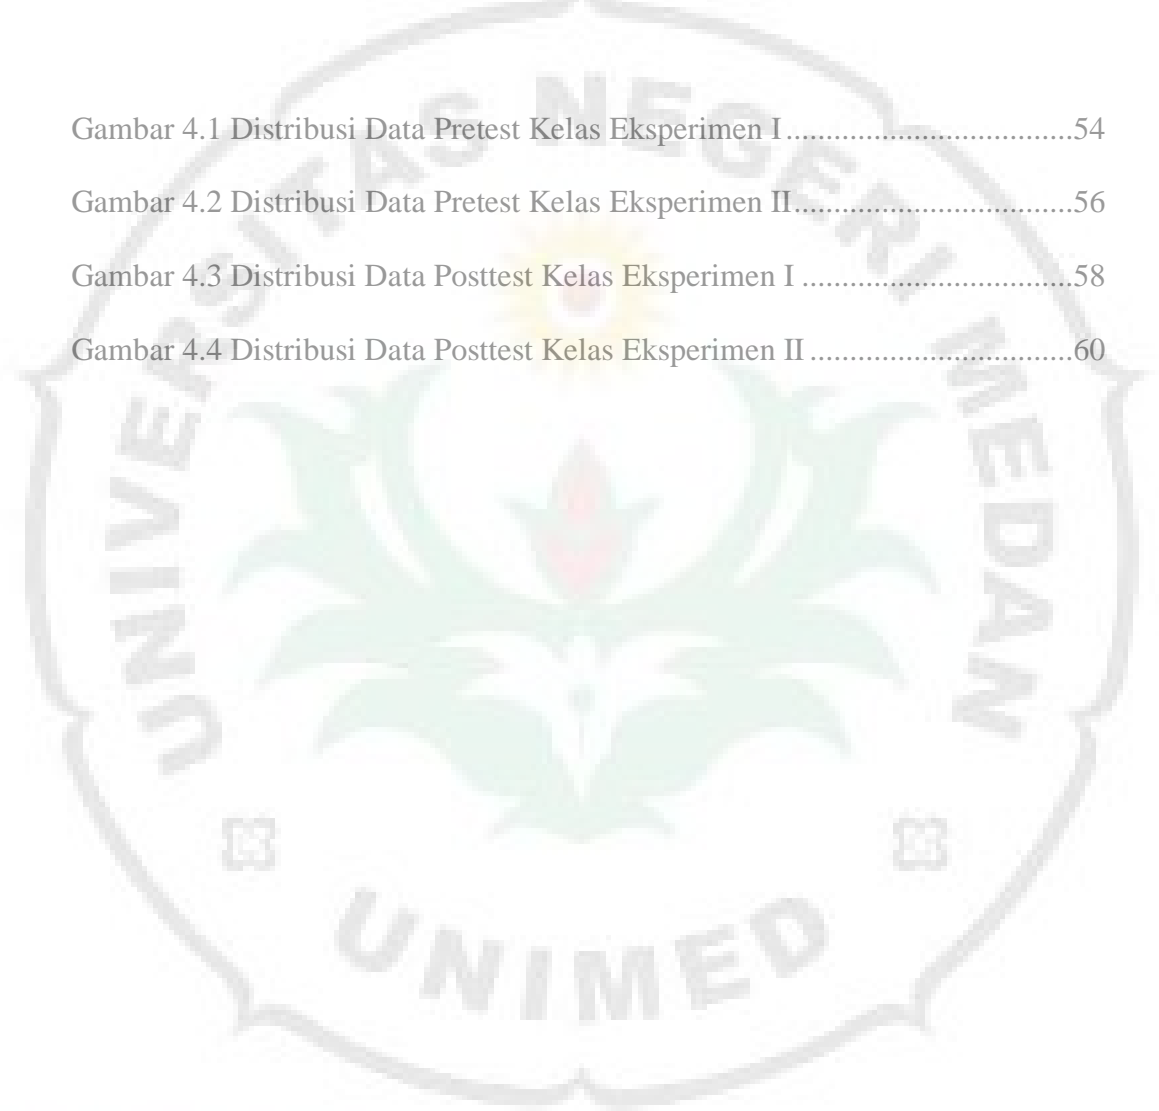 Gambar 4.1 Distribusi Data Pretest Kelas Eksperimen I....................................54
Gambar 4.2 Distribusi Data Pretest Kelas Eksperimen II...................................56
Gambar 4.3 Distribusi Data Posttest Kelas Eksperimen I..................................58
Gambar 4.4 Distribusi Data Posttest Kelas Eksperimen II.................................60
UNIVERSITAS NEGERI MEDAN
UNIMED